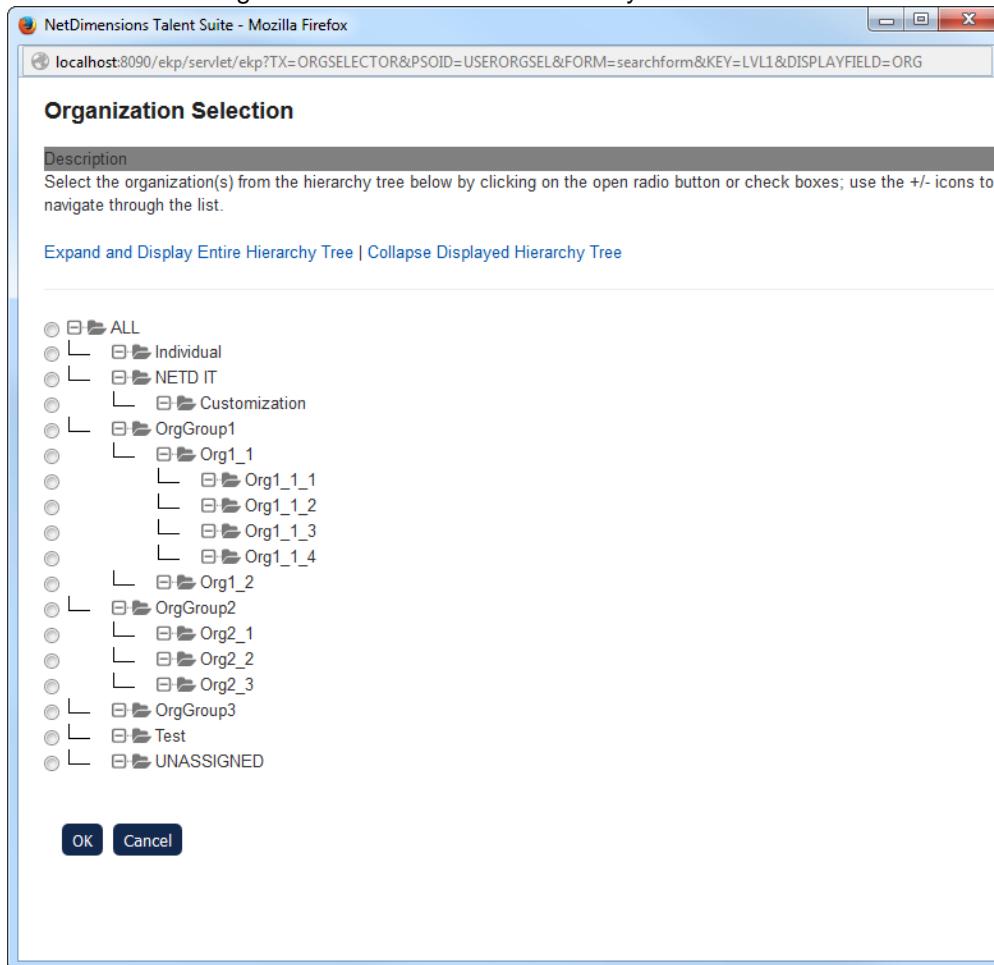 NetDimensions Talent Suite - Mozilla Firefox
localhost:8090/ekp/servlet/ekp?TX=ORGSELECTOR&PSOID=USERORGSEL&FORM=searchform&KEY=LVL1&DISPLAYFIELD=ORG
Organization Selection
Description
Select the organization(s) from the hierarchy tree below by clicking on the open radio button or check boxes; use the +/- icons to
navigate through the list.
Expand and Display Entire Hierarchy Tree | Collapse Displayed Hierarchy Tree
ALL
Individual
NETD IT
Customization
OrgGroup1
Org1_1
Org1_1_1
Org1_1_2
Org1_1_3
Org1_1_4
Org1_2
OrgGroup2
Org2_1
Org2_2
Org2_3
OrgGroup3
Test
UNASSIGNED
OK Cancel